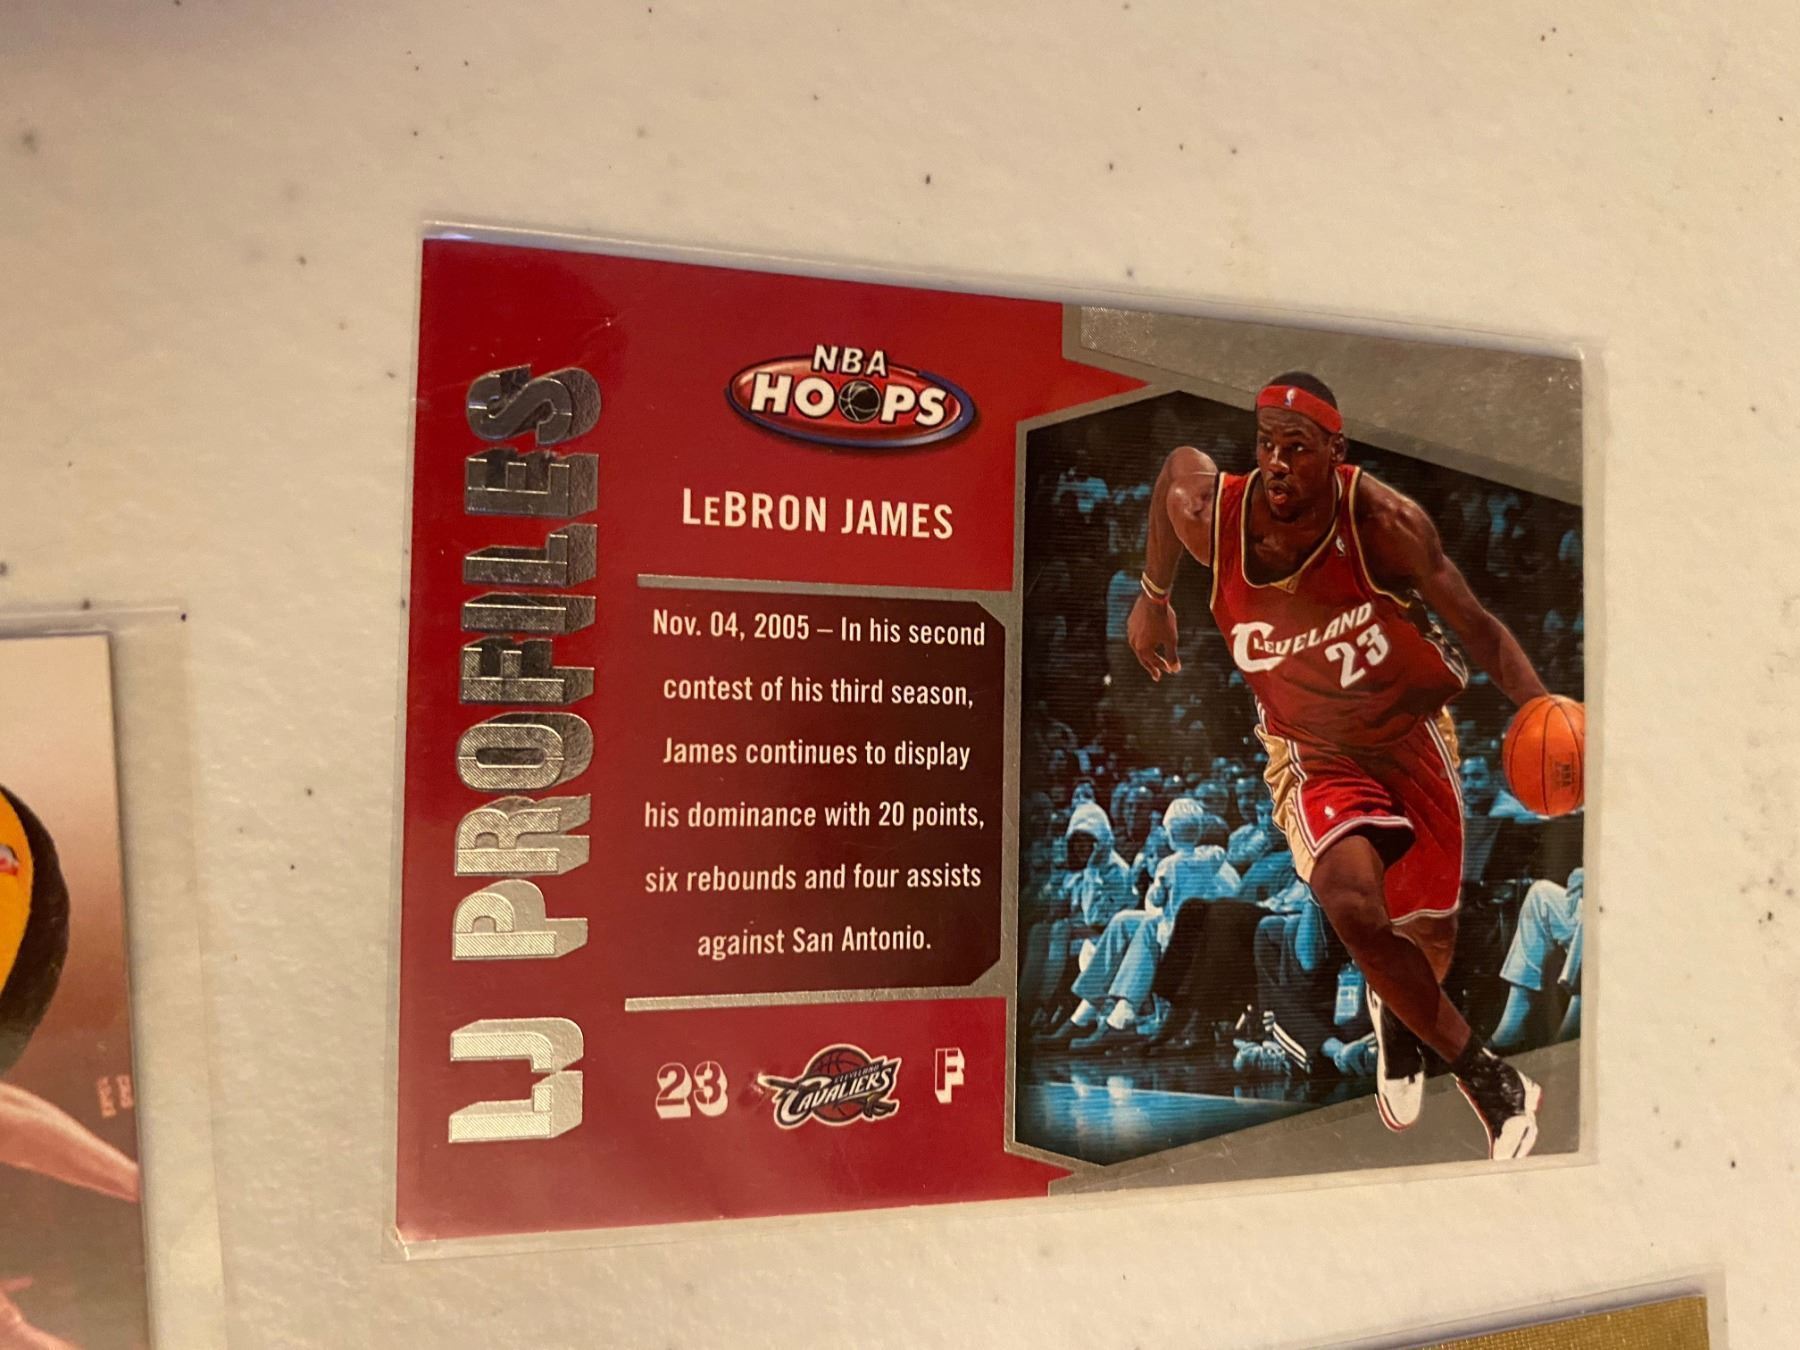 LJ PROFILES
NBA
HOOPS
LeBRON JAMES
Nov. 04, 2005 – In his second
contest of his third season,
James continues to display
his dominance with 20 points,
six rebounds and four assists
against San Antonio.
23
CLEVELAND
CAVALIERS
F
CLEVELAND
23